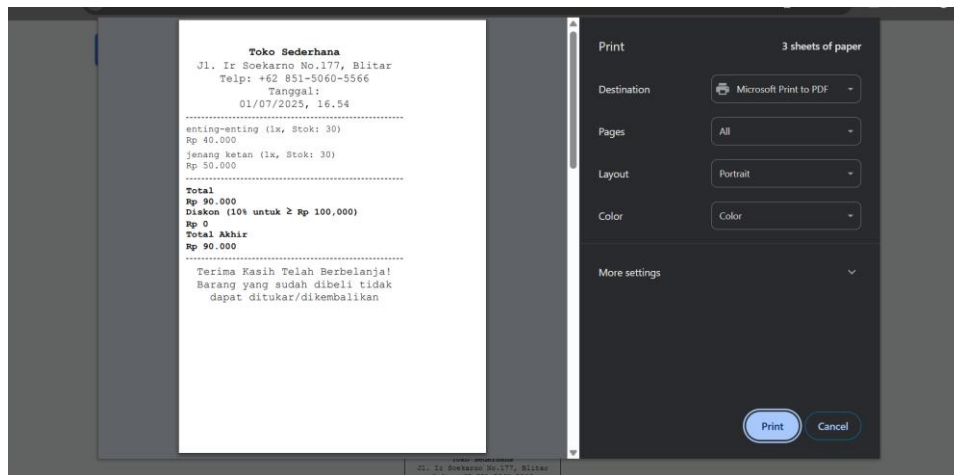 Toko Sederhana
Jl. Ir Soekarno No.177, Blitar
Telp: +62 851-5060-5566
Tanggal:
01/07/2025, 16.54
enting-enting (1x, Stok: 30)
Rp 40.000
jenang ketan (1x, Stok: 30)
Rp 50.000
Total
Rp 90.000
Diskon (10% untuk ≥ Rp 100,000)
Rp 0
Total Akhir
Rp 90.000
Terima Kasih Telah Berbelanja!
Barang yang sudah dibeli tidak
dapat ditukar/dikembalikan
Print
3 sheets of paper
Destination
Microsoft Print to PDF
Pages
All
Layout
Portrait
Color
Color
More settings
Print
Cancel
Jl. Ir Soekarno No.177, Blitar